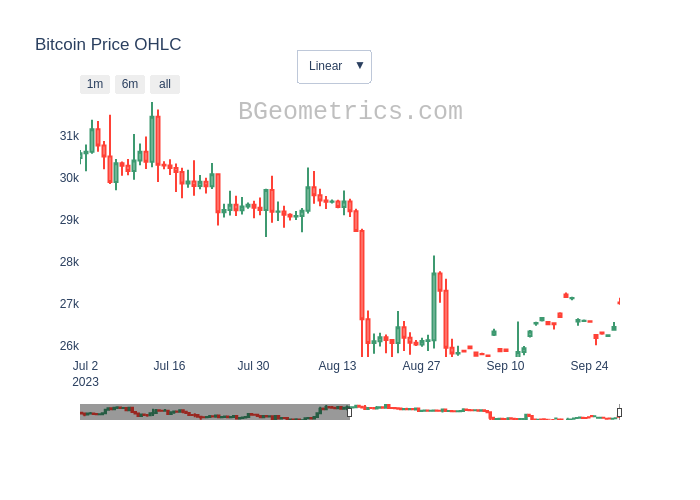 Bitcoin Price OHLC
Linear ▼
1m 6m all
BGeometrics.com
31k
30k
29k
28k
27k
26k
Jul 2 Jul 16 Jul 30 Aug 13 Aug 27 Sep 10 Sep 24
2023